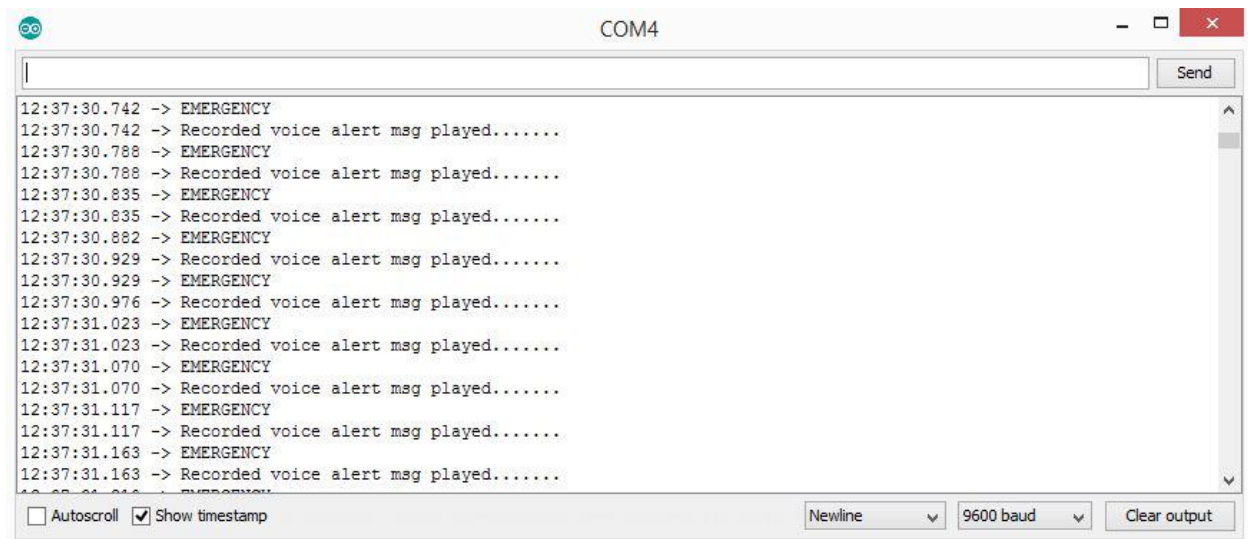 COM4
Send
12:37:30.742 -> EMERGENCY
12:37:30.742 -> Recorded voice alert msg played.......
12:37:30.788 -> EMERGENCY
12:37:30.788 -> Recorded voice alert msg played.......
12:37:30.835 -> EMERGENCY
12:37:30.835 -> Recorded voice alert msg played.......
12:37:30.882 -> EMERGENCY
12:37:30.929 -> Recorded voice alert msg played.......
12:37:30.929 -> EMERGENCY
12:37:30.976 -> Recorded voice alert msg played.......
12:37:31.023 -> EMERGENCY
12:37:31.023 -> Recorded voice alert msg played.......
12:37:31.070 -> EMERGENCY
12:37:31.070 -> Recorded voice alert msg played.......
12:37:31.117 -> EMERGENCY
12:37:31.117 -> Recorded voice alert msg played.......
12:37:31.163 -> EMERGENCY
12:37:31.163 -> Recorded voice alert msg played.......
Autoscroll Show timestamp Newline 9600 baud Clear output